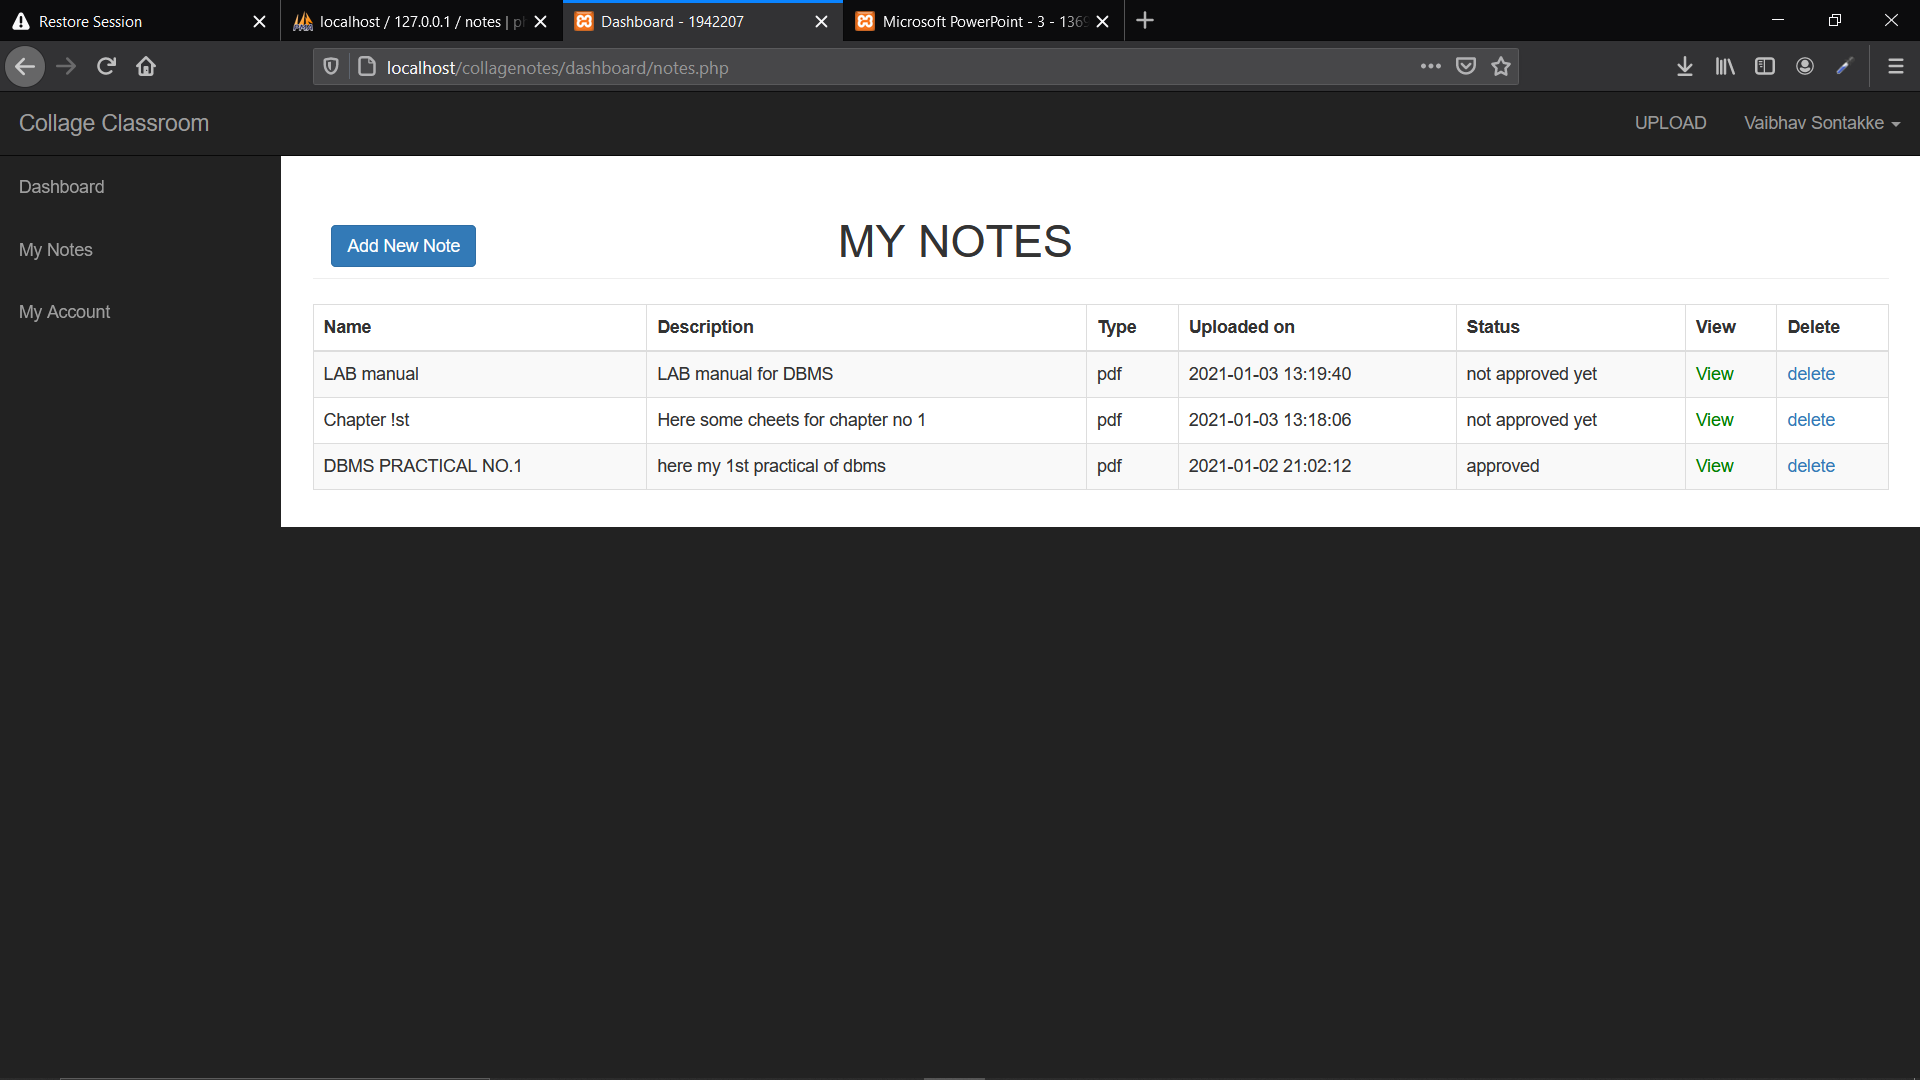 Restore Session
localhost / 127.0.0.1 / notes | ph
Dashboard - 1942207
Microsoft PowerPoint - 3 - 1369
localhost/collagenotes/dashboard/notes.php
Collage Classroom
UPLOAD
Vaibhav Sontakke
Dashboard
My Notes
My Account
Add New Note
MY NOTES
Name Description Type Uploaded on Status View Delete
LAB manual LAB manual for DBMS pdf 2021-01-03 13:19:40 not approved yet View delete
Chapter !st Here some cheets for chapter no 1 pdf 2021-01-03 13:18:06 not approved yet View delete
DBMS PRACTICAL NO.1 here my 1st practical of dbms pdf 2021-01-02 21:02:12 approved View delete